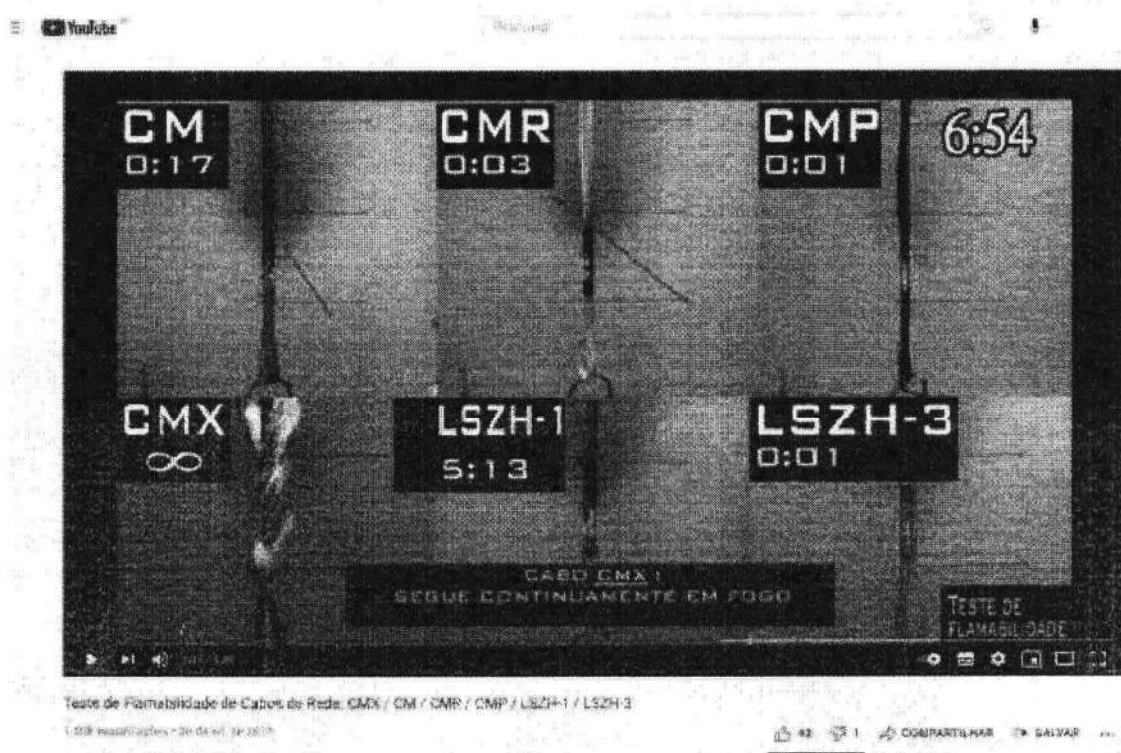 YouTube
CM
0:17
CMR
0:03
CMP
0:01
6:54
CMX
∞
LSZH-1
5:13
LSZH-3
0:01
CABO CMX !
SEGUE CONTINUAMENTE EM FOGO
TESTE DE
FLAMABILIDADE
Teste de Flamabilidade de Cabos de Rede: CMX / CM / CMR / CMP / LSZH-1 / LSZH-3
1
COMPARTILHAR
SALVAR